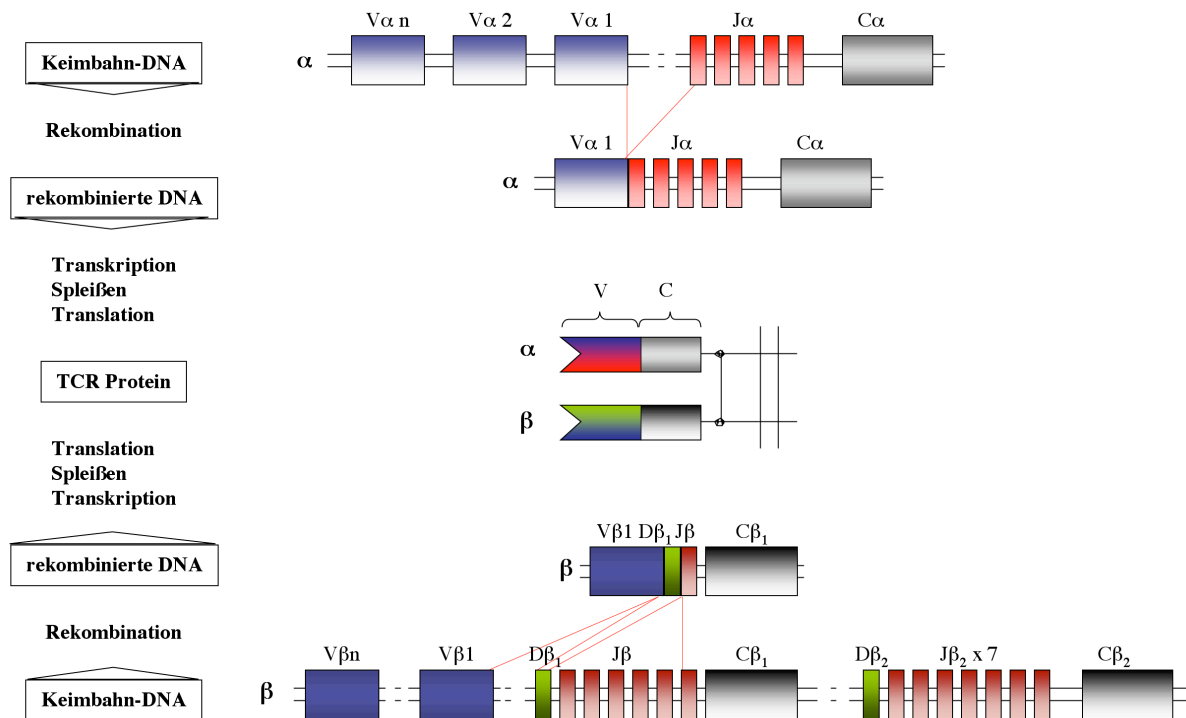 Vα n Vα 2 Vα 1 Jα Cα
Keimbahn-DNA α
Rekombination
Vα 1 Jα Cα
rekombinierte DNA α
Transkription
Spleißen
Translation
V C
α
TCR Protein
β
Translation
Spleißen
Transkription
Vβ1 Dβ₁ Jβ Cβ₁
rekombinierte DNA β
Rekombination
Vβn Vβ1 Dβ₁ Jβ Cβ₁ Dβ₂ Jβ₂ x 7 Cβ₂
Keimbahn-DNA β